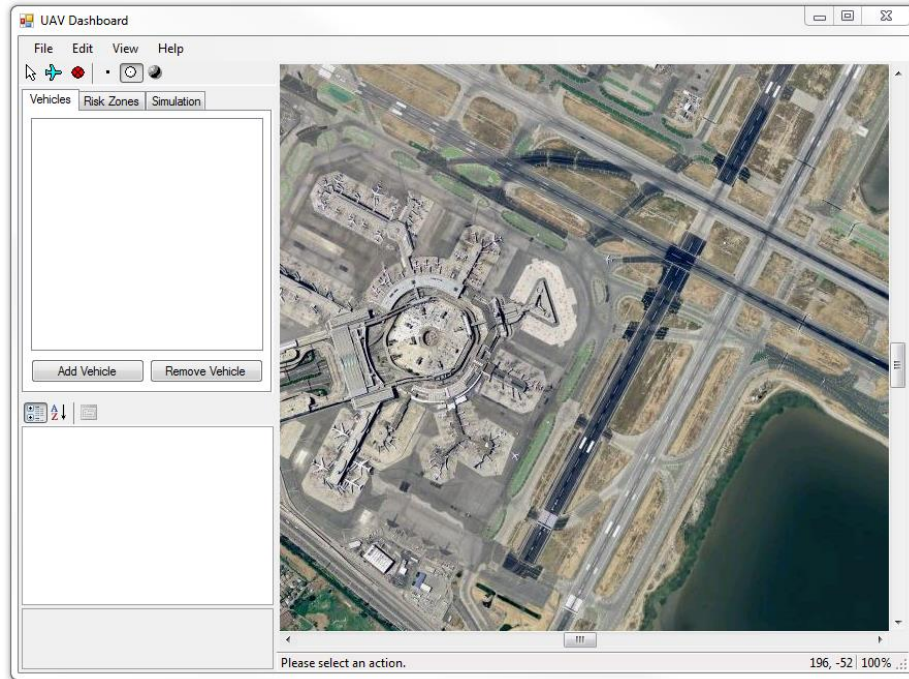 UAV Dashboard
File Edit View Help
Vehicles Risk Zones Simulation
Add Vehicle Remove Vehicle
A
Z
Please select an action. 196, -52 100%